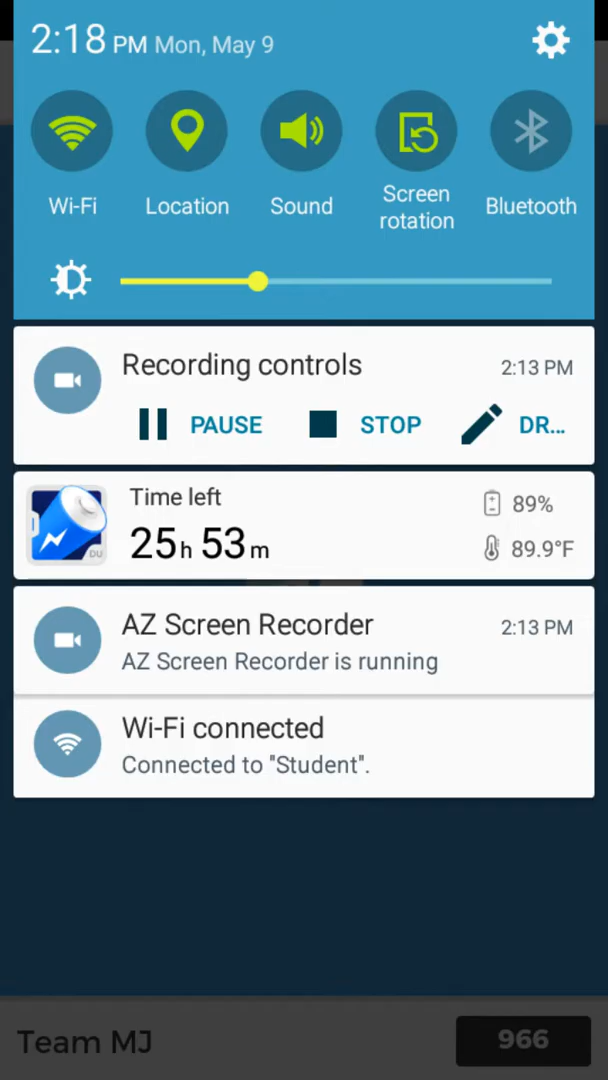 2:18 PM Mon, May 9
Wi-Fi
Location
Sound
Screen
rotation
Bluetooth
Recording controls
2:13 PM
PAUSE
STOP
DR...
Time left
89%
25h 53m
89.9°F
DU
AZ Screen Recorder
2:13 PM
AZ Screen Recorder is running
Wi-Fi connected
Connected to "Student".
Team MJ
966